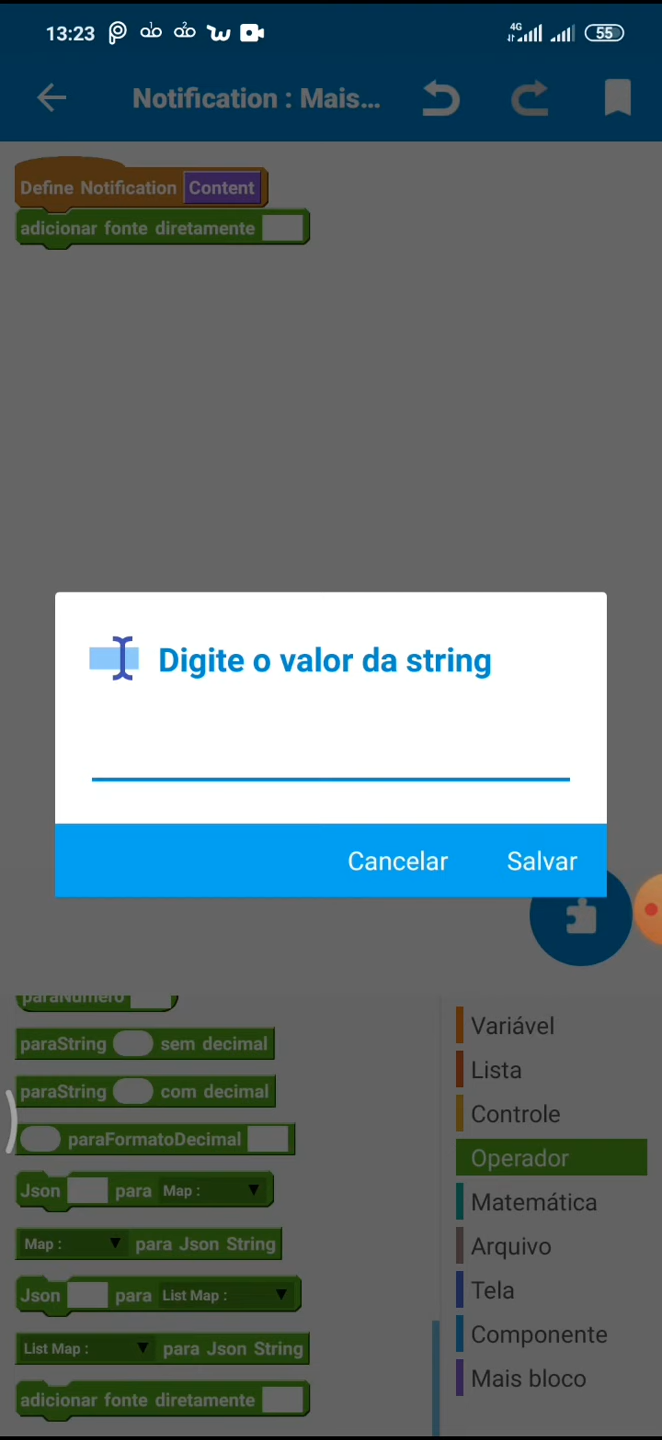 13:23
4G
55
Notification : Mais...
Define Notification Content
adicionar fonte diretamente
Digite o valor da string
Cancelar Salvar
paraNumero
paraString sem decimal
paraString com decimal
paraFormatoDecimal
Json para Map :
Map : para Json String
Json para List Map :
List Map : para Json String
adicionar fonte diretamente
Variável
Lista
Controle
Operador
Matemática
Arquivo
Tela
Componente
Mais bloco